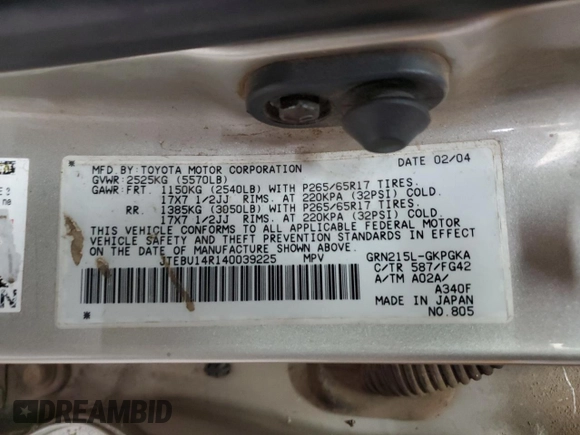 MFD. BY: TOYOTA MOTOR CORPORATION DATE 02/04
GVWR: 2525KG (5570LB)
GAWR: FRT. 1150KG (2540LB) WITH P265/65R17 TIRES.
17X7 1/2JJ RIMS. AT 220KPA (32PSI) COLD.
RR. 1385KG (3050LB) WITH P265/65R17 TIRES.
17X7 1/2JJ RIMS. AT 220KPA (32PSI) COLD.
THIS VEHICLE CONFORMS TO ALL APPLICABLE FEDERAL MOTOR
VEHICLE SAFETY AND THEFT PREVENTION STANDARDS IN EFFECT
ON THE DATE OF MANUFACTURE SHOWN ABOVE.
JTEBU14R140039225 MPV GRN215L-GKPGKA
C/TR 587/FG42
A/TM A02A/
A340F
MADE IN JAPAN
NO. 805
DREAMBID